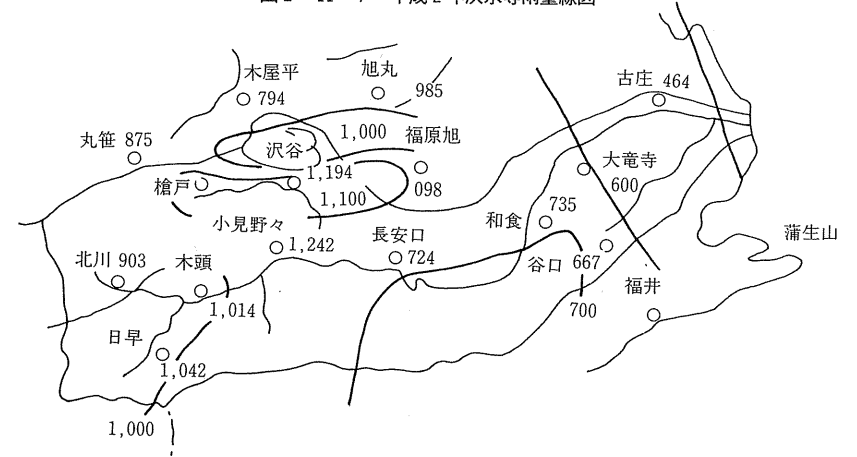 木屋平
794
旭丸
985
古庄 464
丸笹 875
1,000
福原旭
沢谷
1,194
098
槍戸
1,100
大竜寺
600
小見野々
1,242
長安口
724
和食
735
蒲生山
北川 903
木頭
1,014
谷口 667
700
福井
日早
1,042
1,000